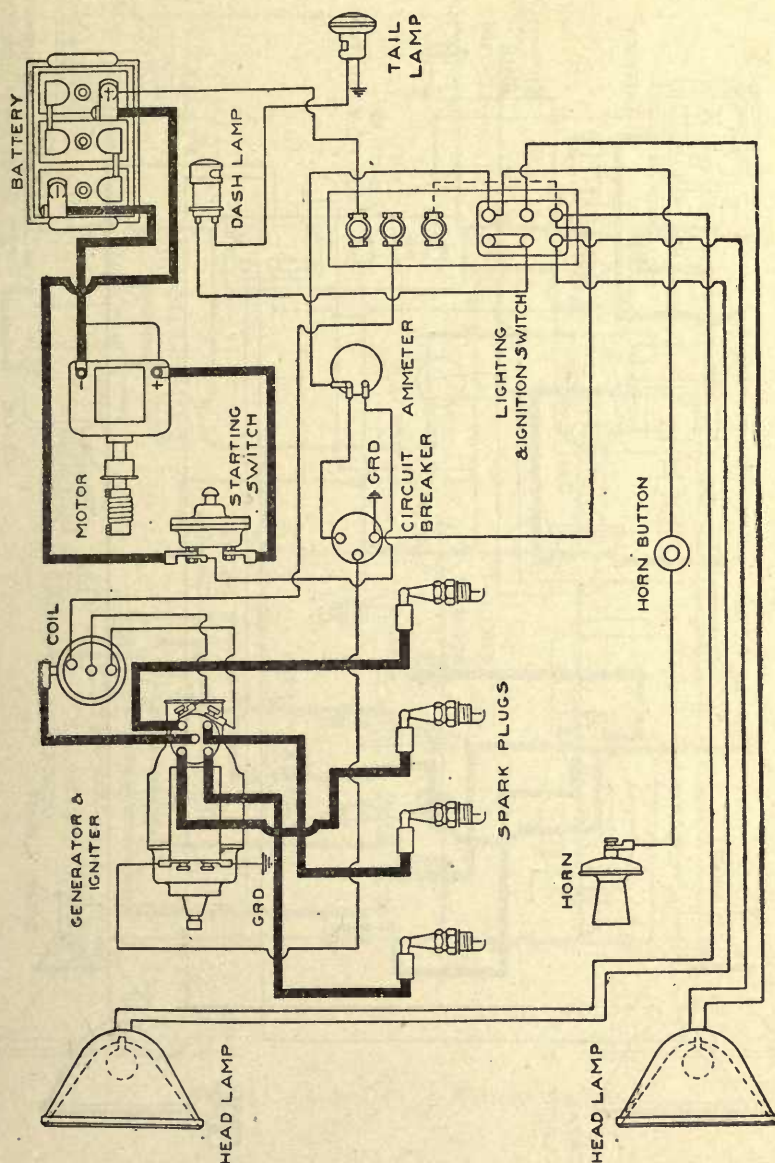 HEAD LAMP
GENERATOR &
IGNITER
GRD
COIL
MOTOR
-
+
STARTING
SWITCH
BATTERY
-
+
DASH LAMP
TAIL
LAMP
AMMETER
CIRCUIT
BREAKER
GRD
SPARK PLUGS
LIGHTING
& IGNITION SWITCH
HORN BUTTON
HORN
HEAD LAMP